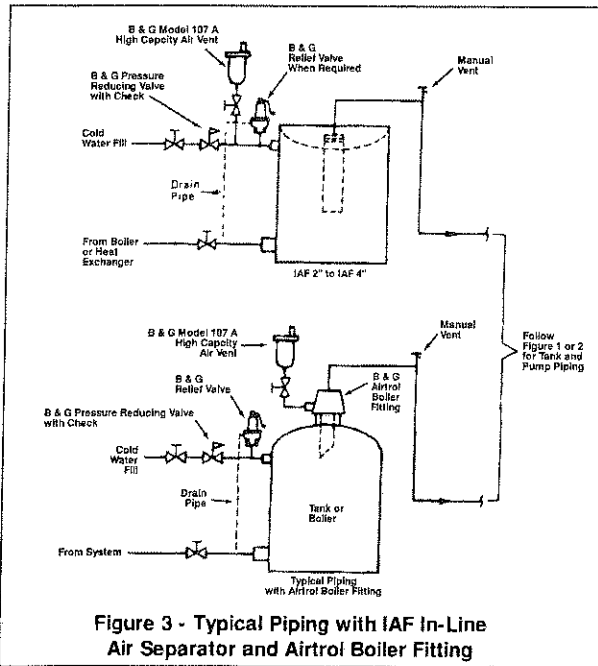 B & G Model 107 A
High Capcity Air Vent
B & G
Relief Valve
When Required
Manual
Vent
B & G Pressure
Reducing Valve
with Check
Cold
Water Fill
Drain
Pipe
From Boiler
or Heat
Exchanger
IAF 2" to IAF 4"
B & G Model 107 A
High Capcity
Air Vent
Manual
Vent
Follow
Figure 1 or 2
for Tank and
Pump Piping
B & G
Relief Valve
B & G
Airtrol
Boiler
Fitting
B & G Pressure Reducing Valve
with Check
Cold
Water
Fill
Drain
Pipe
Tank or
Boiler
From System
Typical Piping
with Airtrol Boiler Fitting
Figure 3 - Typical Piping with IAF In-Line
Air Separator and Airtrol Boiler Fitting